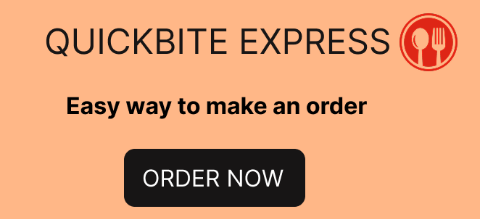 QUICKBITE EXPRESS
Easy way to make an order
ORDER NOW